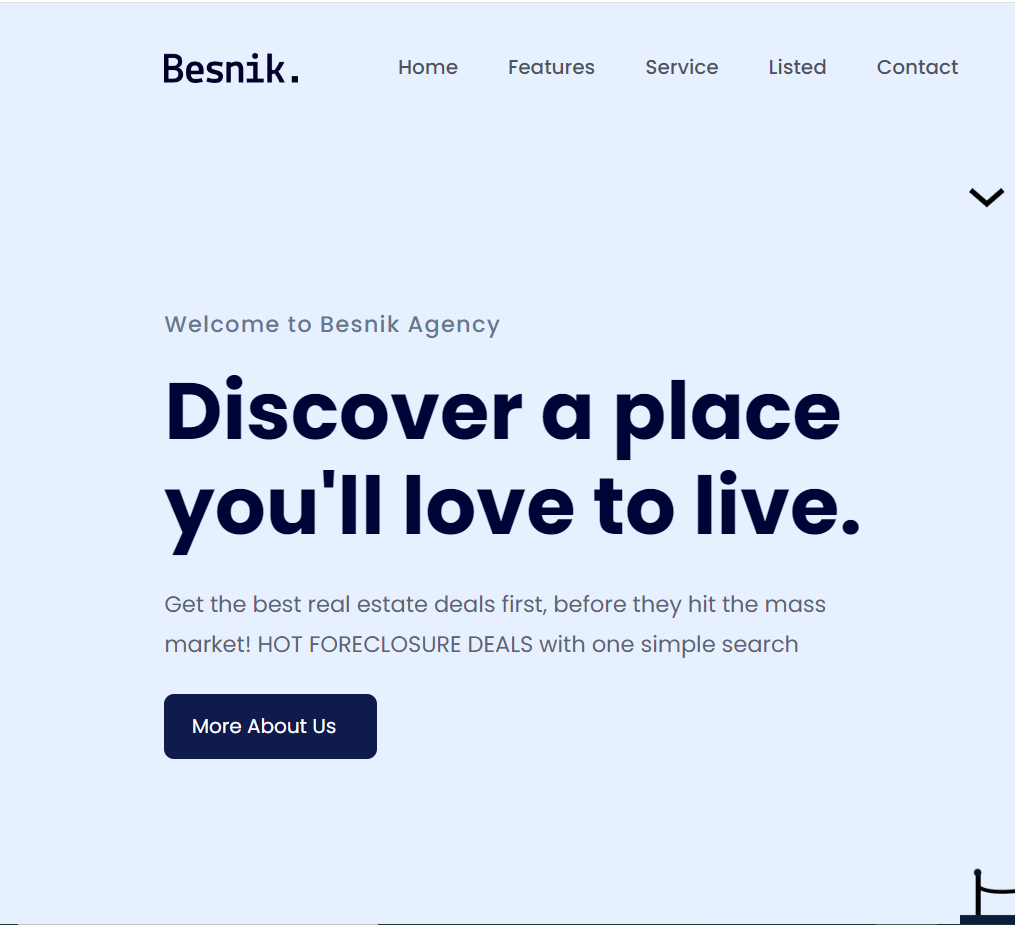 Besnik.
Home Features Service Listed Contact
Welcome to Besnik Agency
Discover a place
you'll love to live.
Get the best real estate deals first, before they hit the mass
market! HOT FORECLOSURE DEALS with one simple search
More About Us